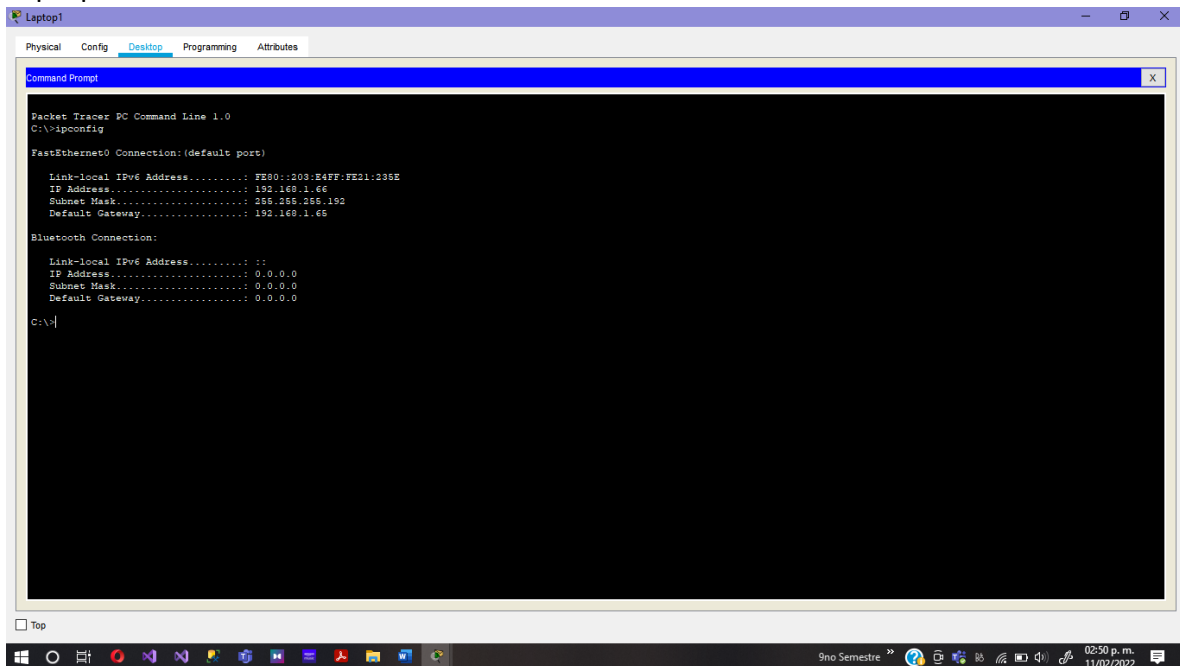 Laptop1
Physical Config Desktop Programming Attributes
Command Prompt
X
Packet Tracer PC Command Line 1.0
C:\>ipconfig
FastEthernet0 Connection:(default port)
Link-local IPv6 Address.........: FE80::203:E4FF:FE21:235E
IP Address......................: 192.168.1.66
Subnet Mask.....................: 255.255.255.192
Default Gateway.................: 192.168.1.65
Bluetooth Connection:
Link-local IPv6 Address.........: ::
IP Address......................: 0.0.0.0
Subnet Mask.....................: 0.0.0.0
Default Gateway.................: 0.0.0.0
C:\>
Top
9no Semestre
02:50 p. m.
11/02/2022